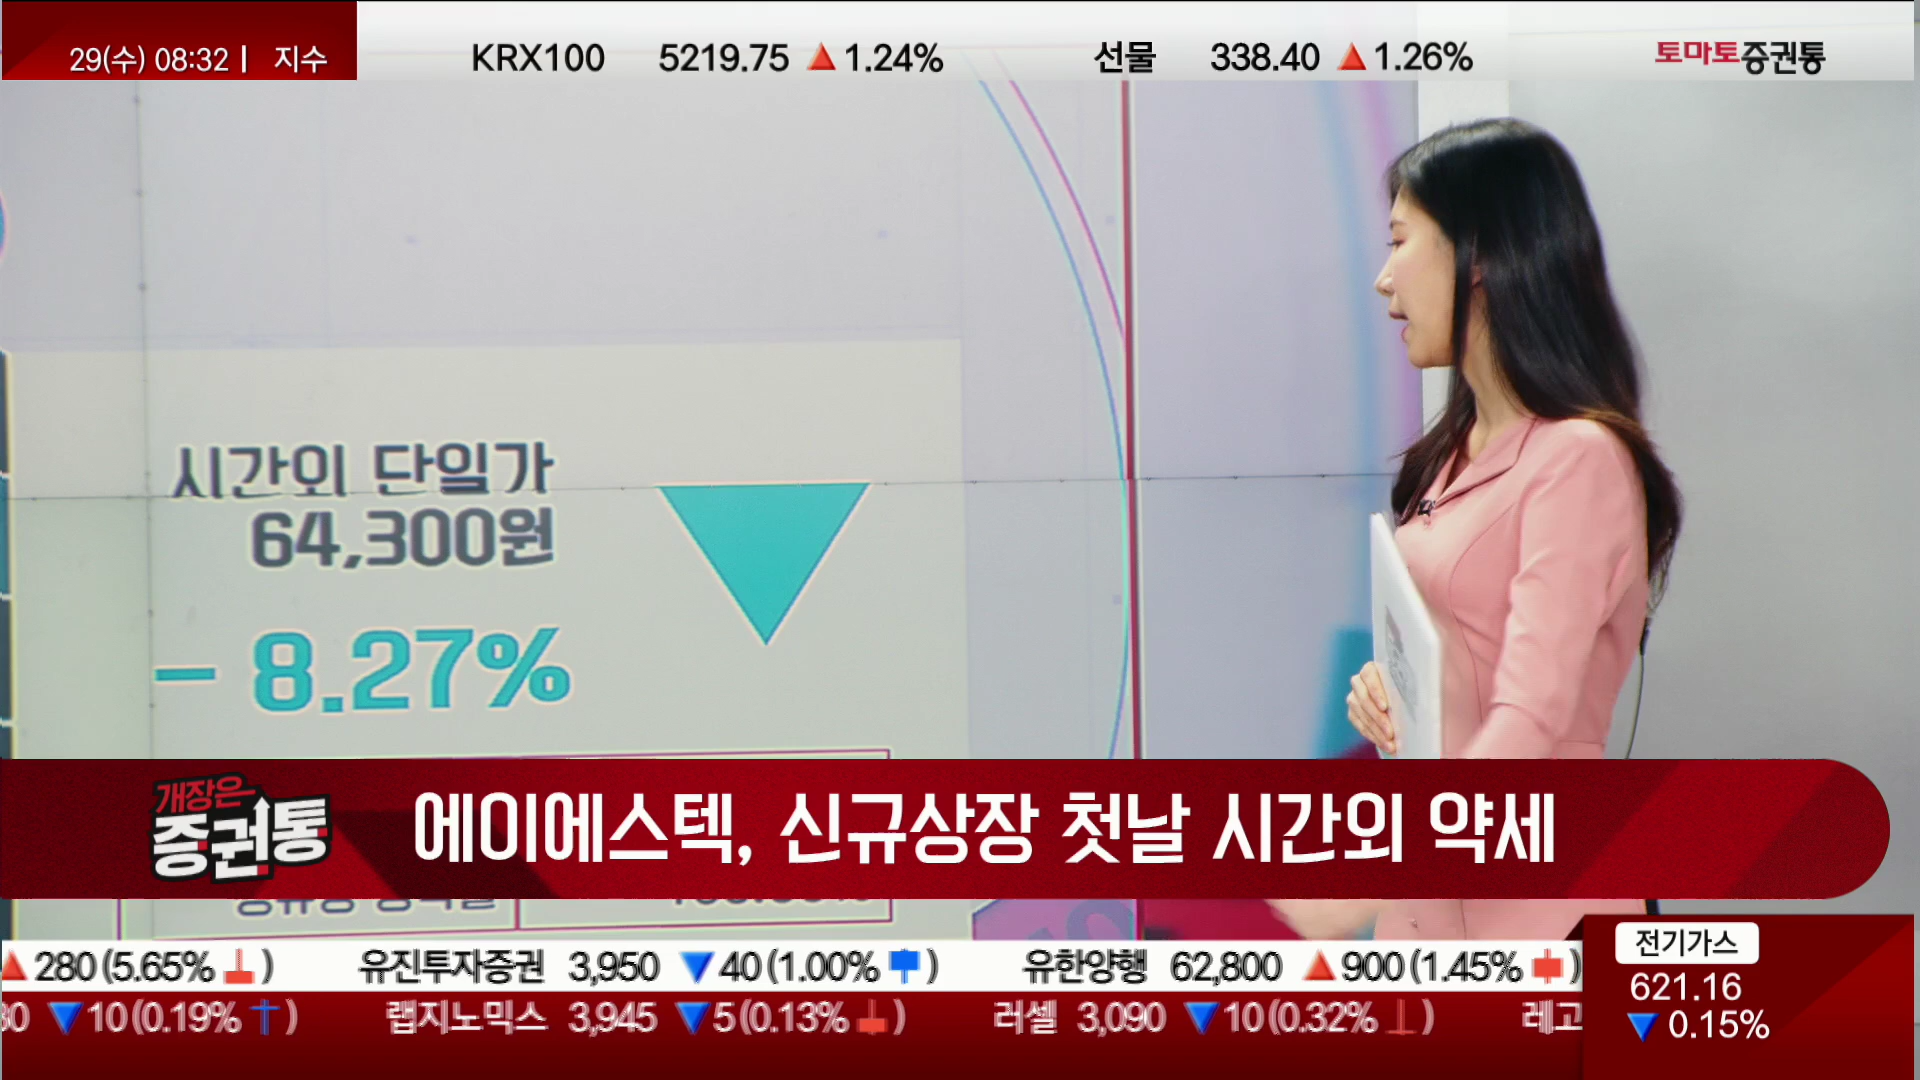 29(수) 08:32 | 지수
KRX100 5219.75 ▲1.24%
선물 338.40 ▲1.26%
토마토증권통
시간외 단일가
64,300원
- 8.27%
개장은
증권통
에이에스텍, 신규상장 첫날 시간외 약세
▲280(5.65% )
유진투자증권 3,950 ▼40(1.00% )
유한양행 62,800 ▲900(1.45% )
▼10(0.19% )
랩지노믹스 3,945 ▼5(0.13% )
러셀 3,090 ▼10(0.32% )
레고
전기가스
621.16
▼0.15%